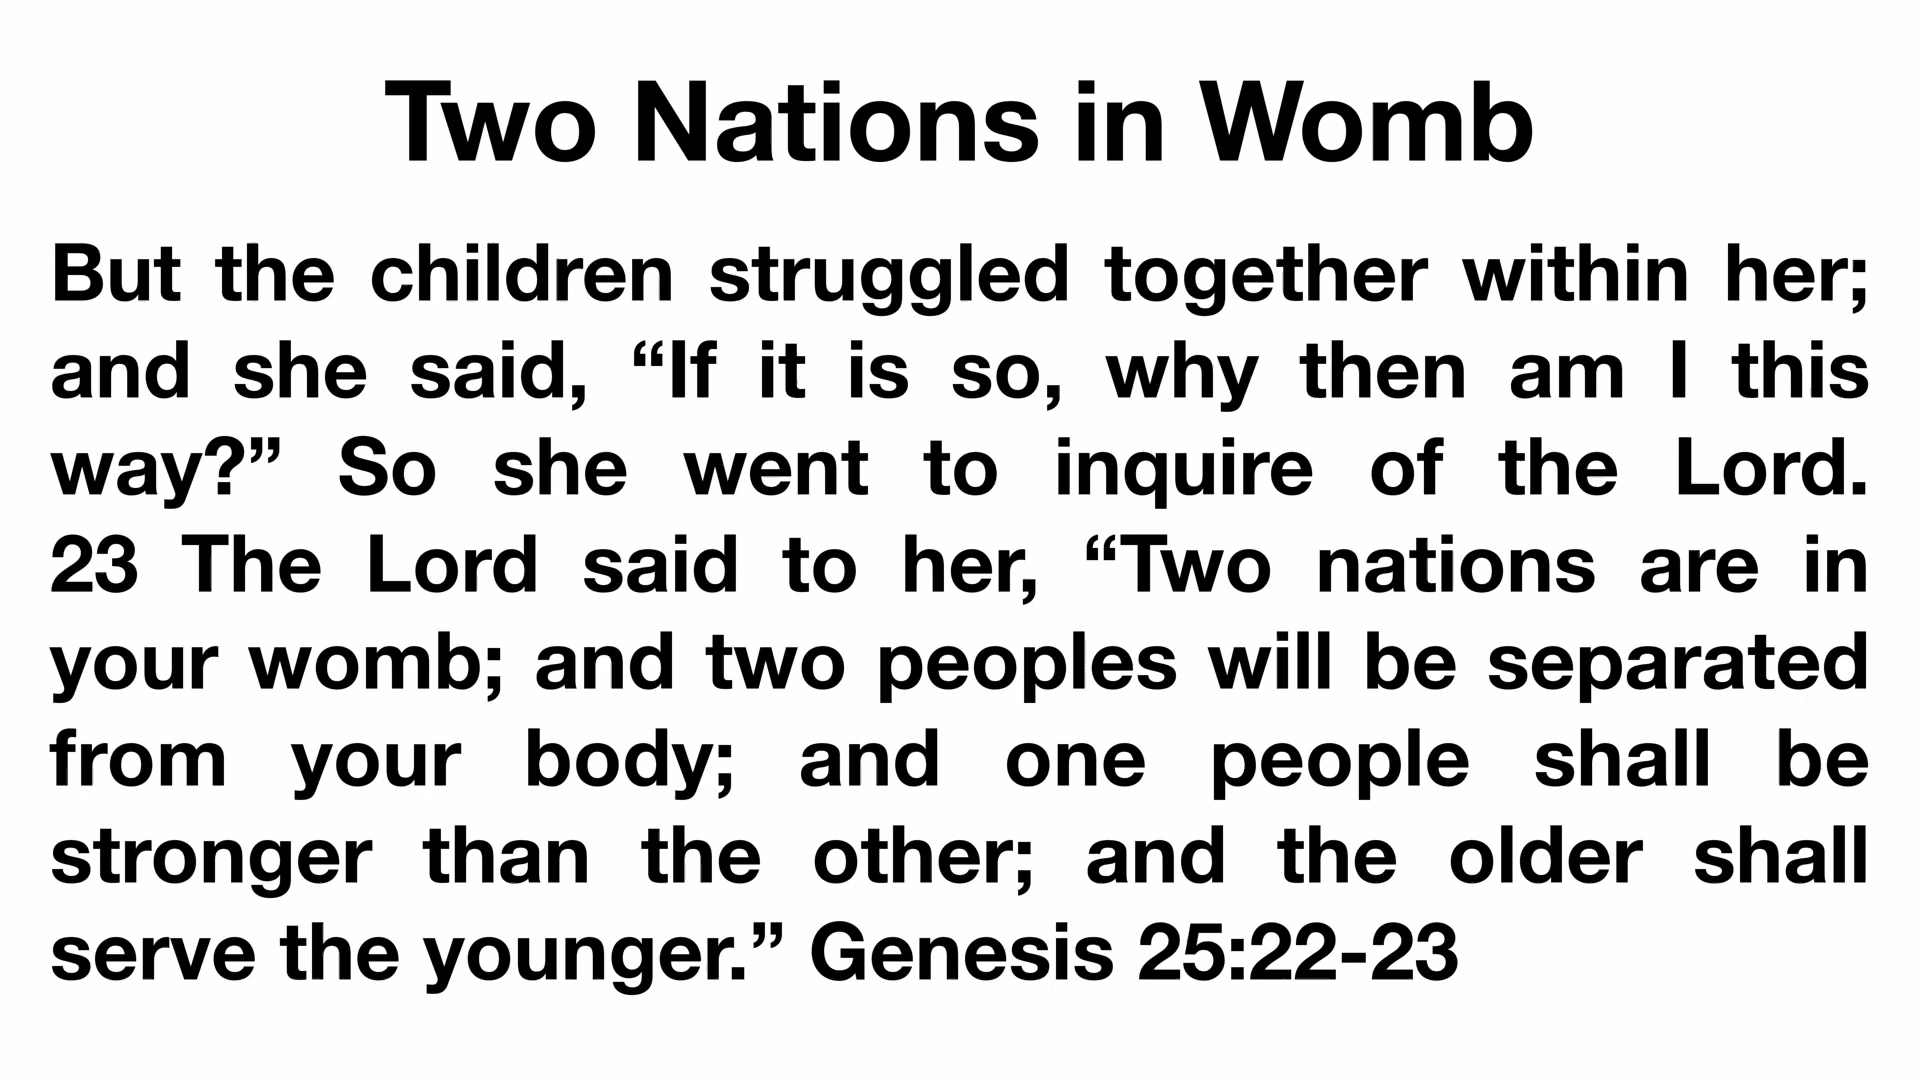 Two Nations in Womb
But the children struggled together within her;
and she said, “If it is so, why then am I this
way?” So she went to inquire of the Lord.
23 The Lord said to her, “Two nations are in
your womb; and two peoples will be separated
from your body; and one people shall be
stronger than the other; and the older shall
serve the younger.” Genesis 25:22-23